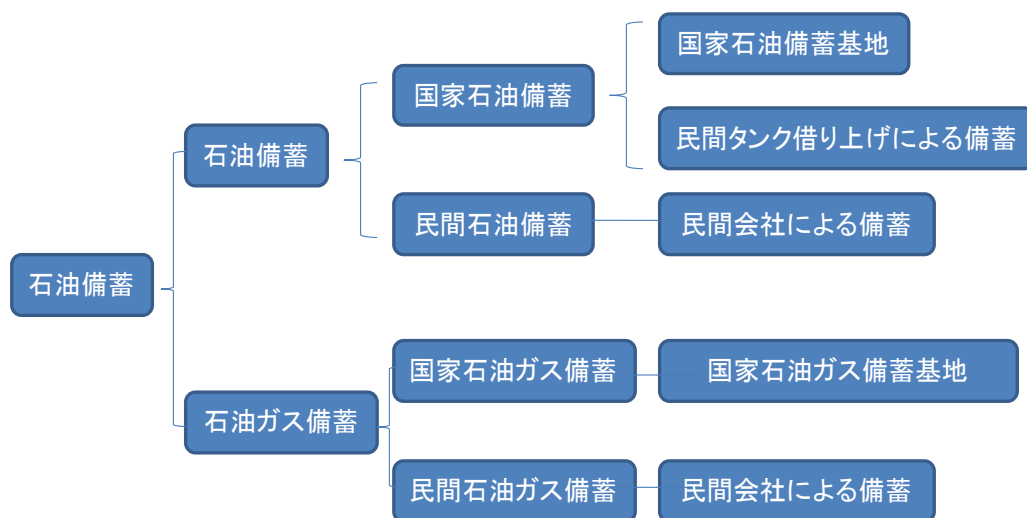 石油備蓄
石油備蓄
国家石油備蓄
国家石油備蓄基地
民間タンク借り上げによる備蓄
民間石油備蓄
民間会社による備蓄
石油ガス備蓄
国家石油ガス備蓄
国家石油ガス備蓄基地
民間石油ガス備蓄
民間会社による備蓄